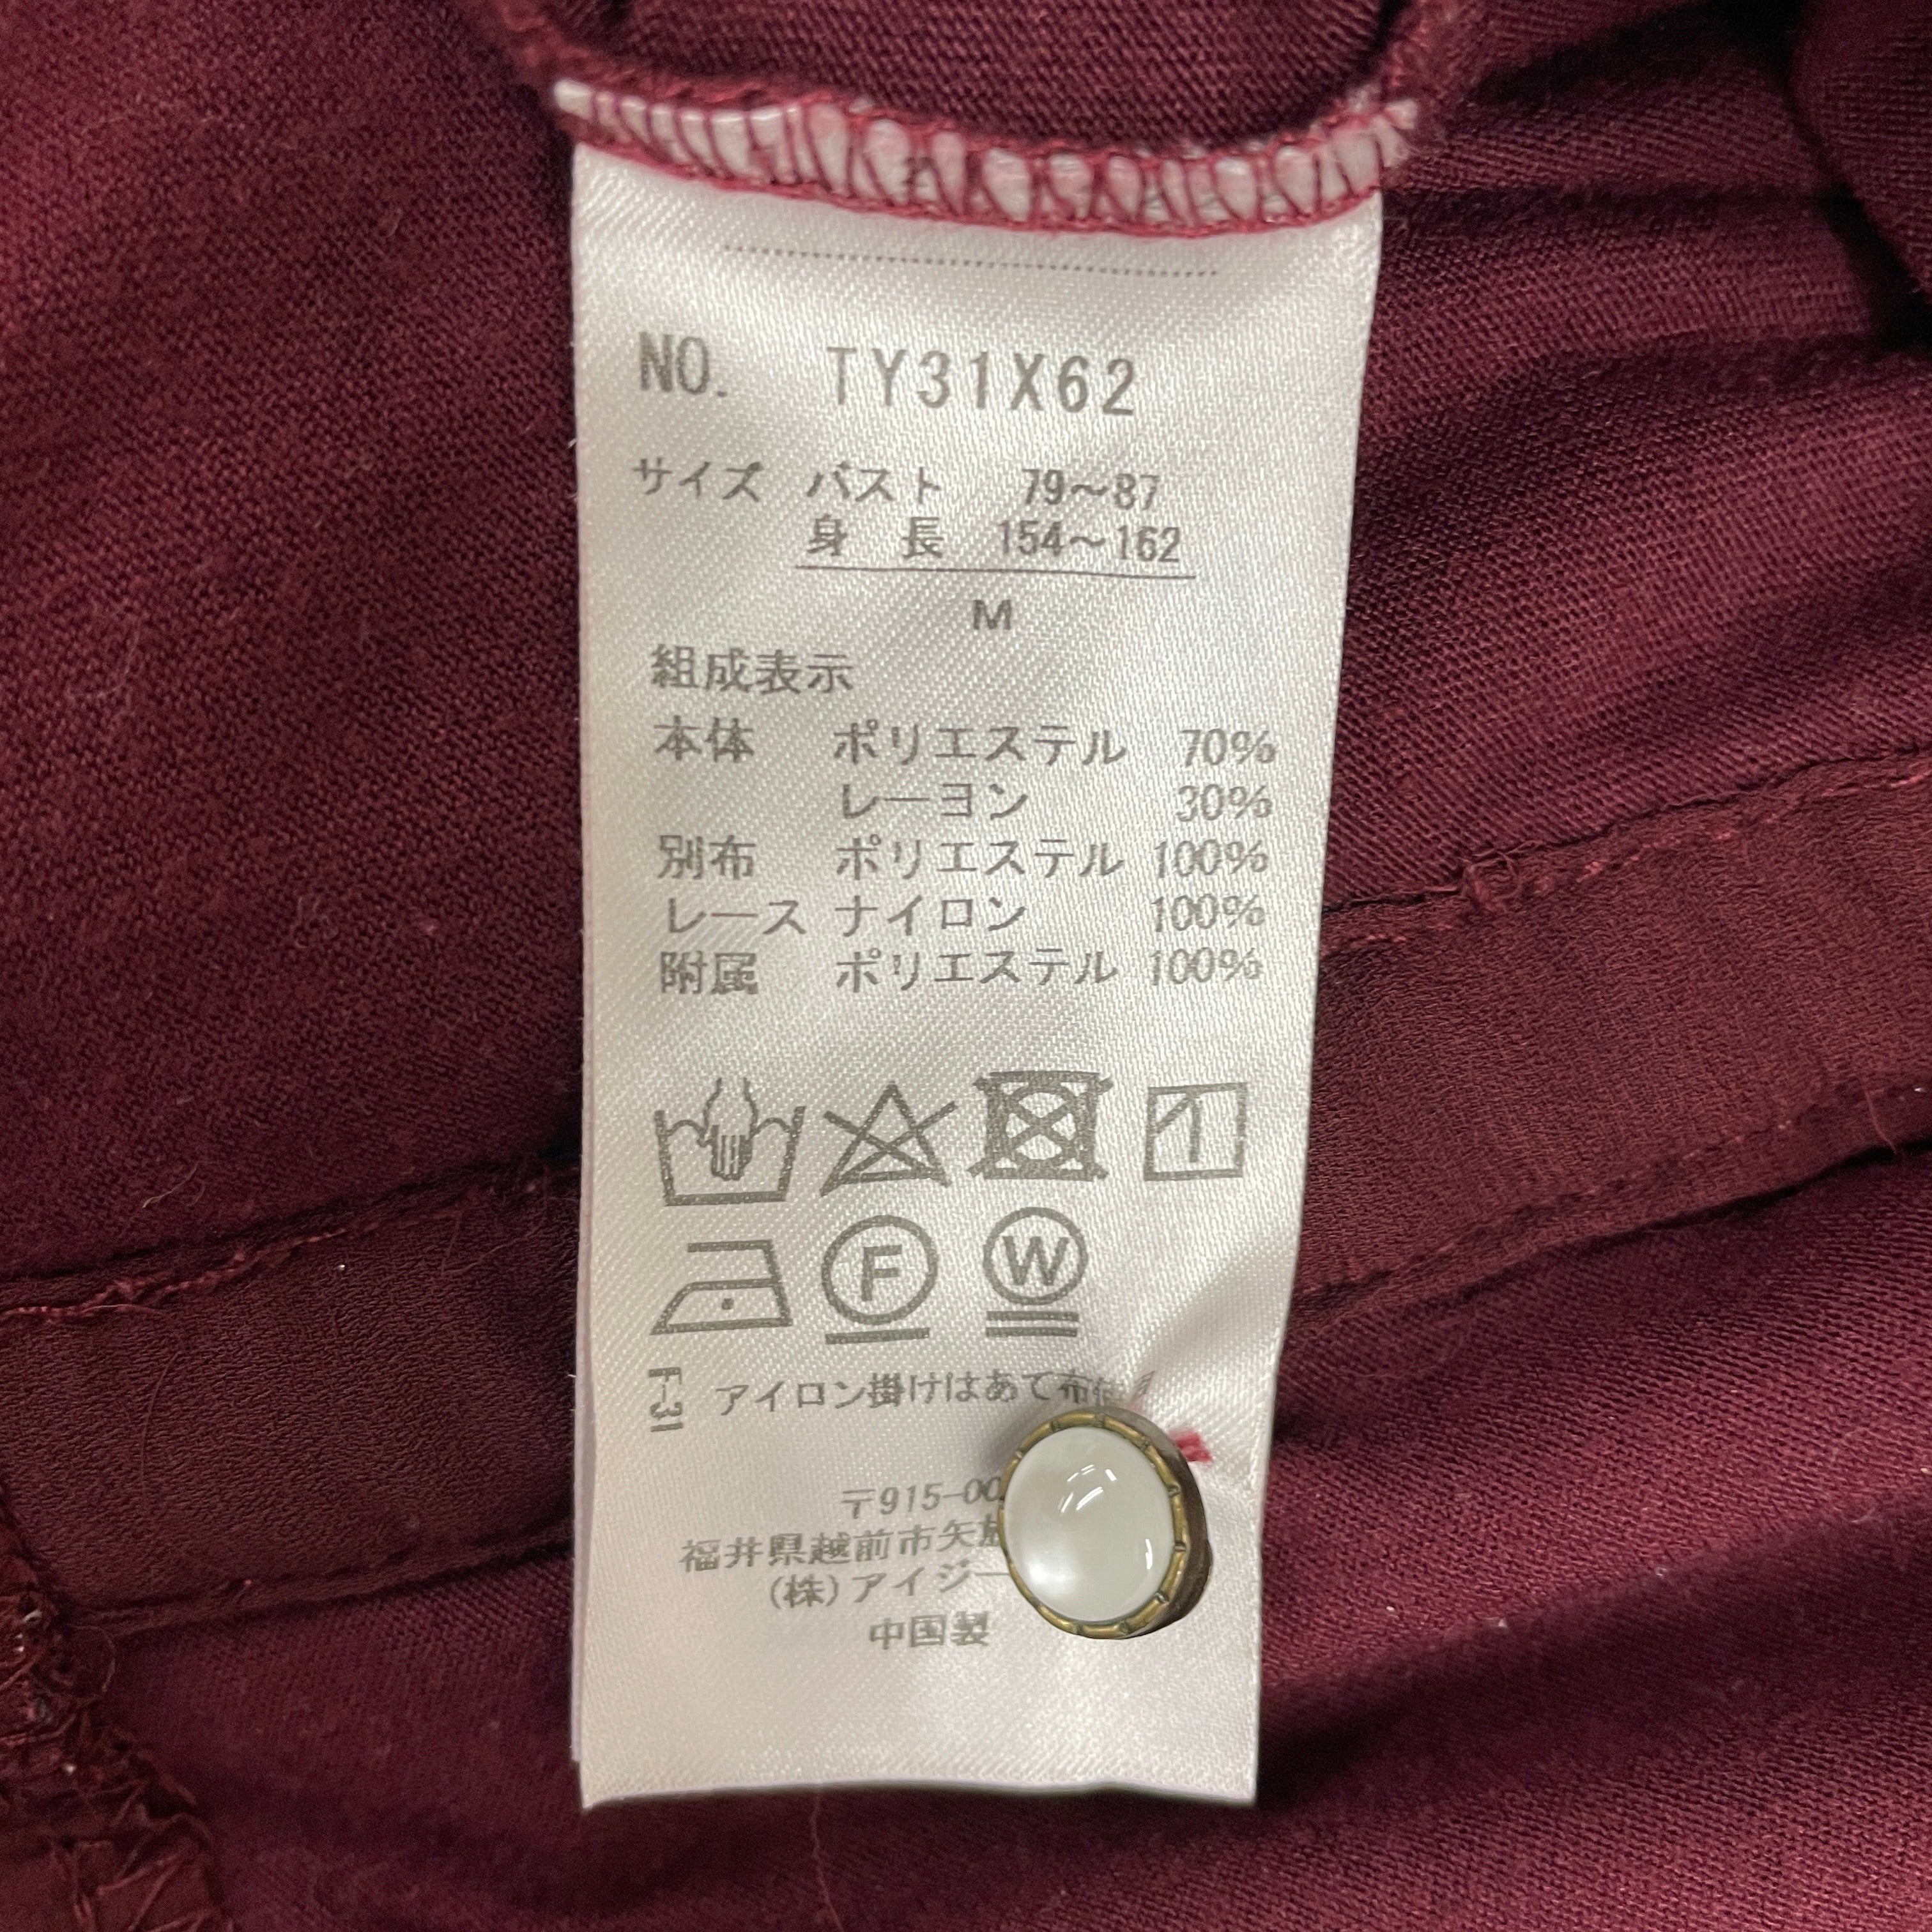 NO. TY31X62
サイズ バスト 79～87
身 長 154～162
M
組成表示
本体 ポリエステル 70%
レーヨン 30%
別布 ポリエステル 100%
レース ナイロン 100%
附属 ポリエステル 100%
F
W
F-31 アイロン掛けはあて布使
〒915-00
福井県越前市矢
(株)アイジー
中国製